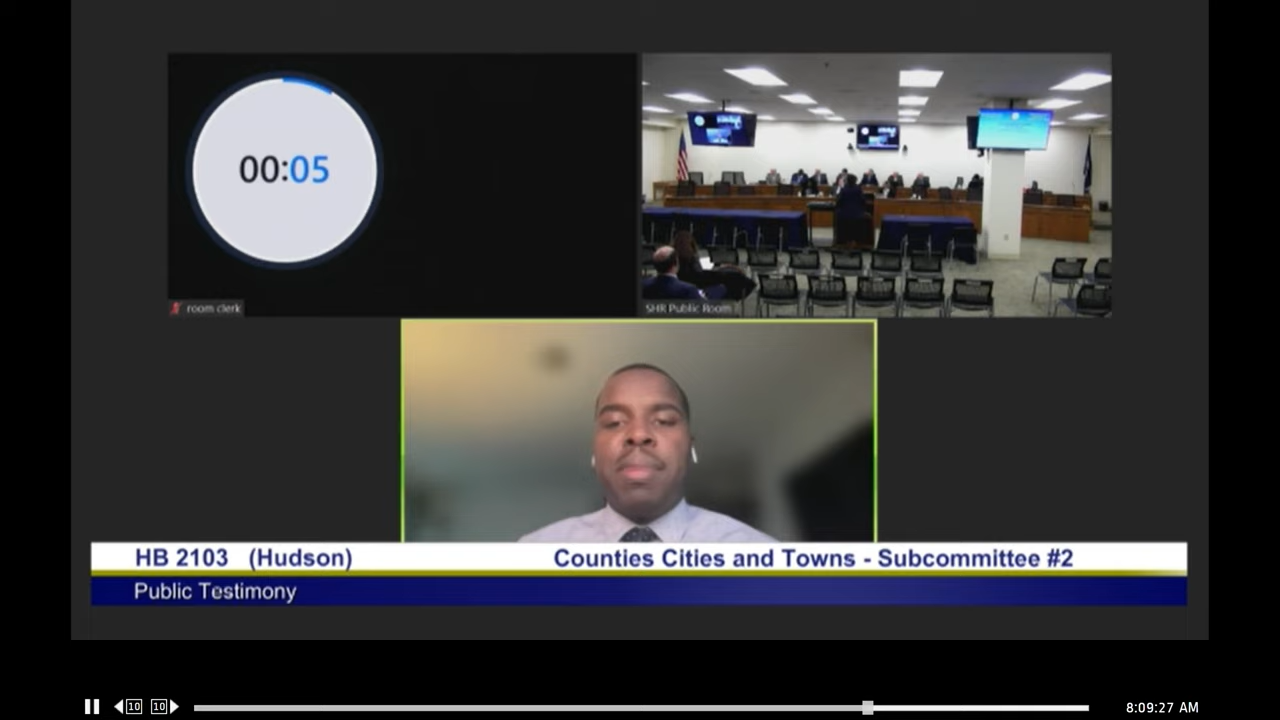 00:05
room clerk
SHR Public Room
HB 2103 (Hudson) Counties Cities and Towns - Subcommittee #2
Public Testimony
10 10 8:09:27 AM